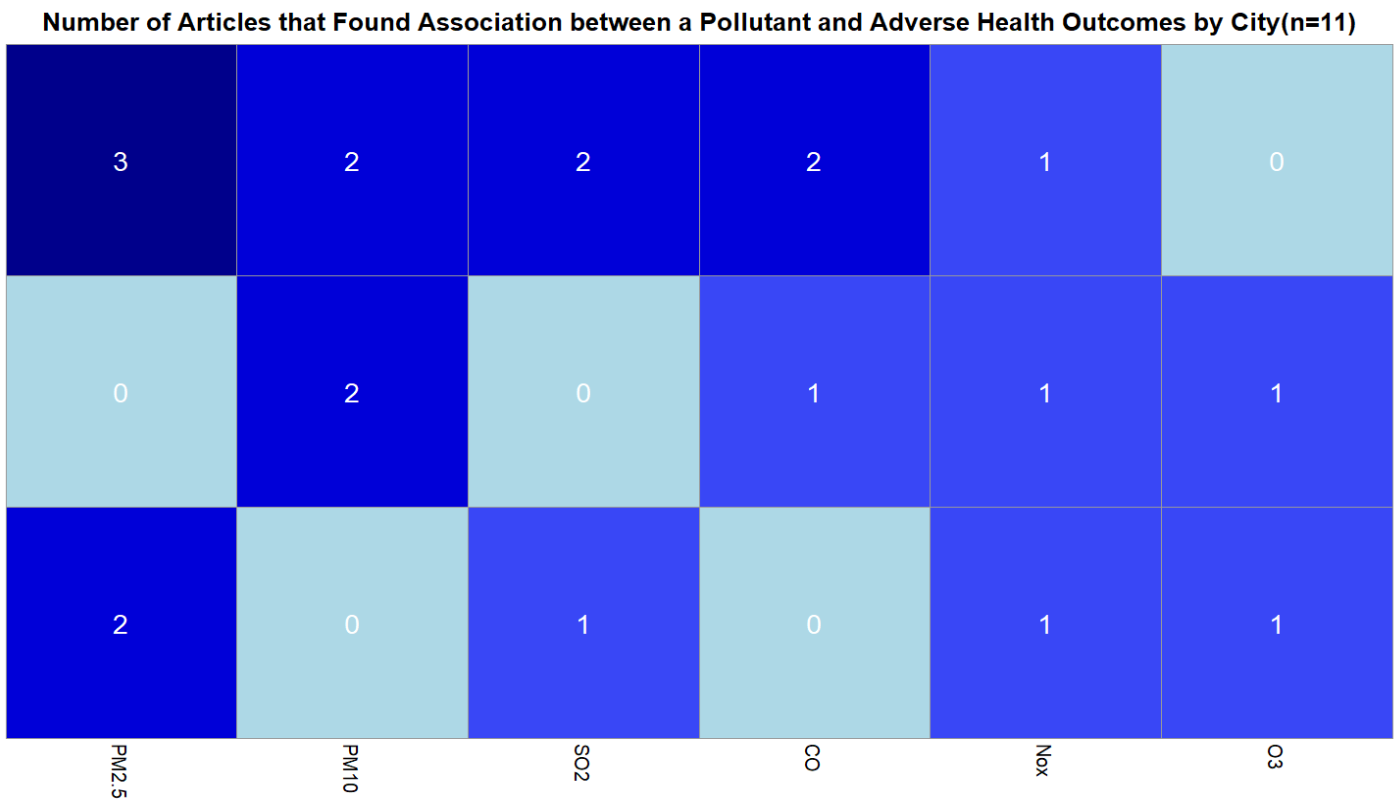 Number of Articles that Found Association between a Pollutant and Adverse Health Outcomes by City(n=11)
3 2 2 2 1 0
0 2 0 1 1 1
2 0 1 0 1 1
PM2.5 PM10 SO2 CO Nox O3